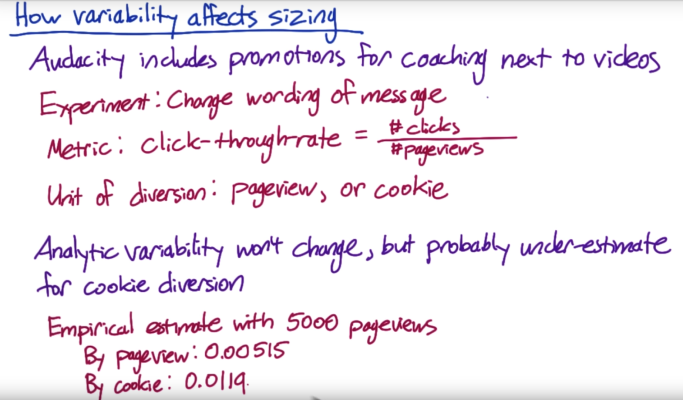 How variability affects sizing
Audacity includes promotions for coaching next to videos
Experiment: Change wording of message
Metric: click-through-rate = #clicks
#pageviews
Unit of diversion: pageview, or cookie
Analytic variability won't change, but probably under-estimate
for cookie diversion
Empirical estimate with 5000 pageviews
By pageview: 0.00515
By cookie: 0.0119